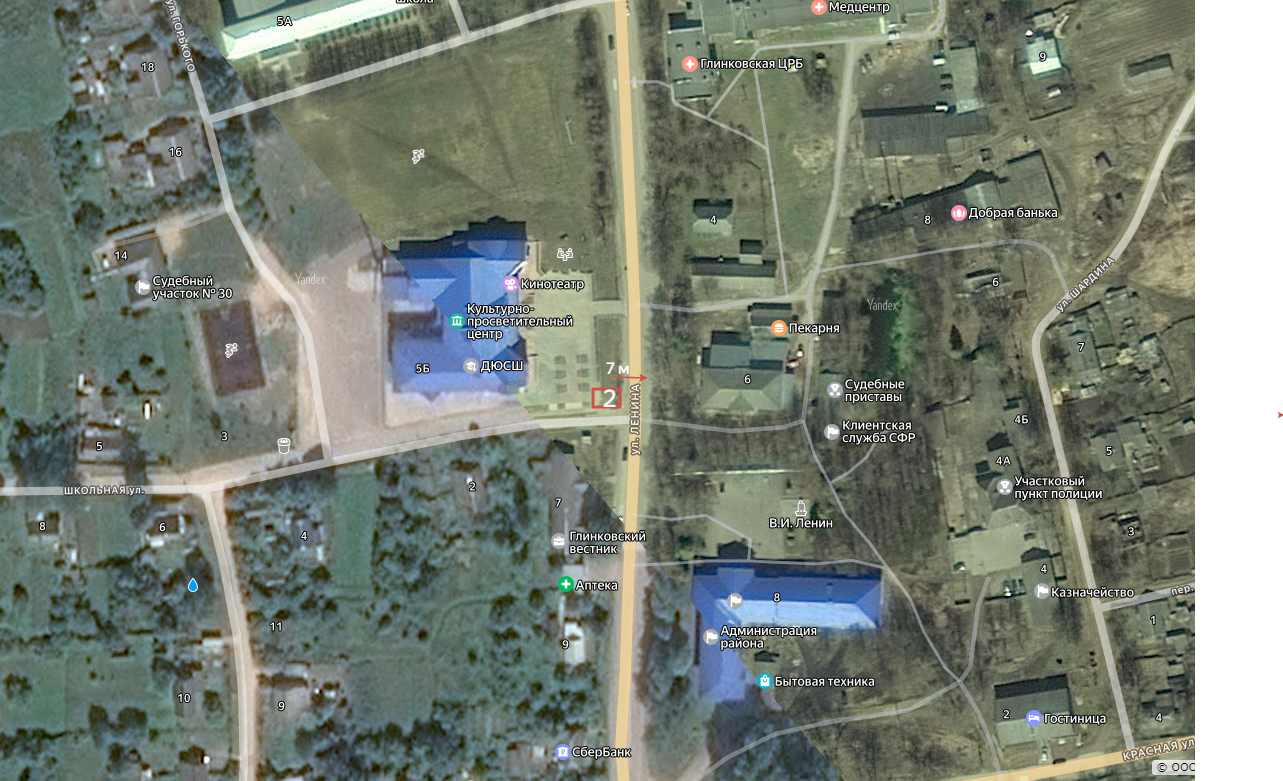 школа
Медцентр
5А
ул. ГОРЬКОГО
Глинковская ЦРБ
9
18
16
4
8
Добрая банька
14
Судебный
участок № 30
Yandex
Кинотеатр
6
ул. ШАРДИНА
Yandex
Культурно-
просветительный
центр
Пекарня
7
5Б
ДЮСШ
7 м
2
6
Судебные
приставы
ул. ЛЕНИНА
Клиентская
служба СФР
4Б
3
5
5
4А
Участковый
пункт полиции
ШКОЛЬНАЯ ул.
2
7
8
6
4
В.И. Ленин
3
Глинковский
вестник
4
Аптека
8
Казначейство
пер.
11
Администрация
района
1
9
Бытовая техника
10
9
2
Гостиница
4
СберБанк
КРАСНАЯ ул
© ООО